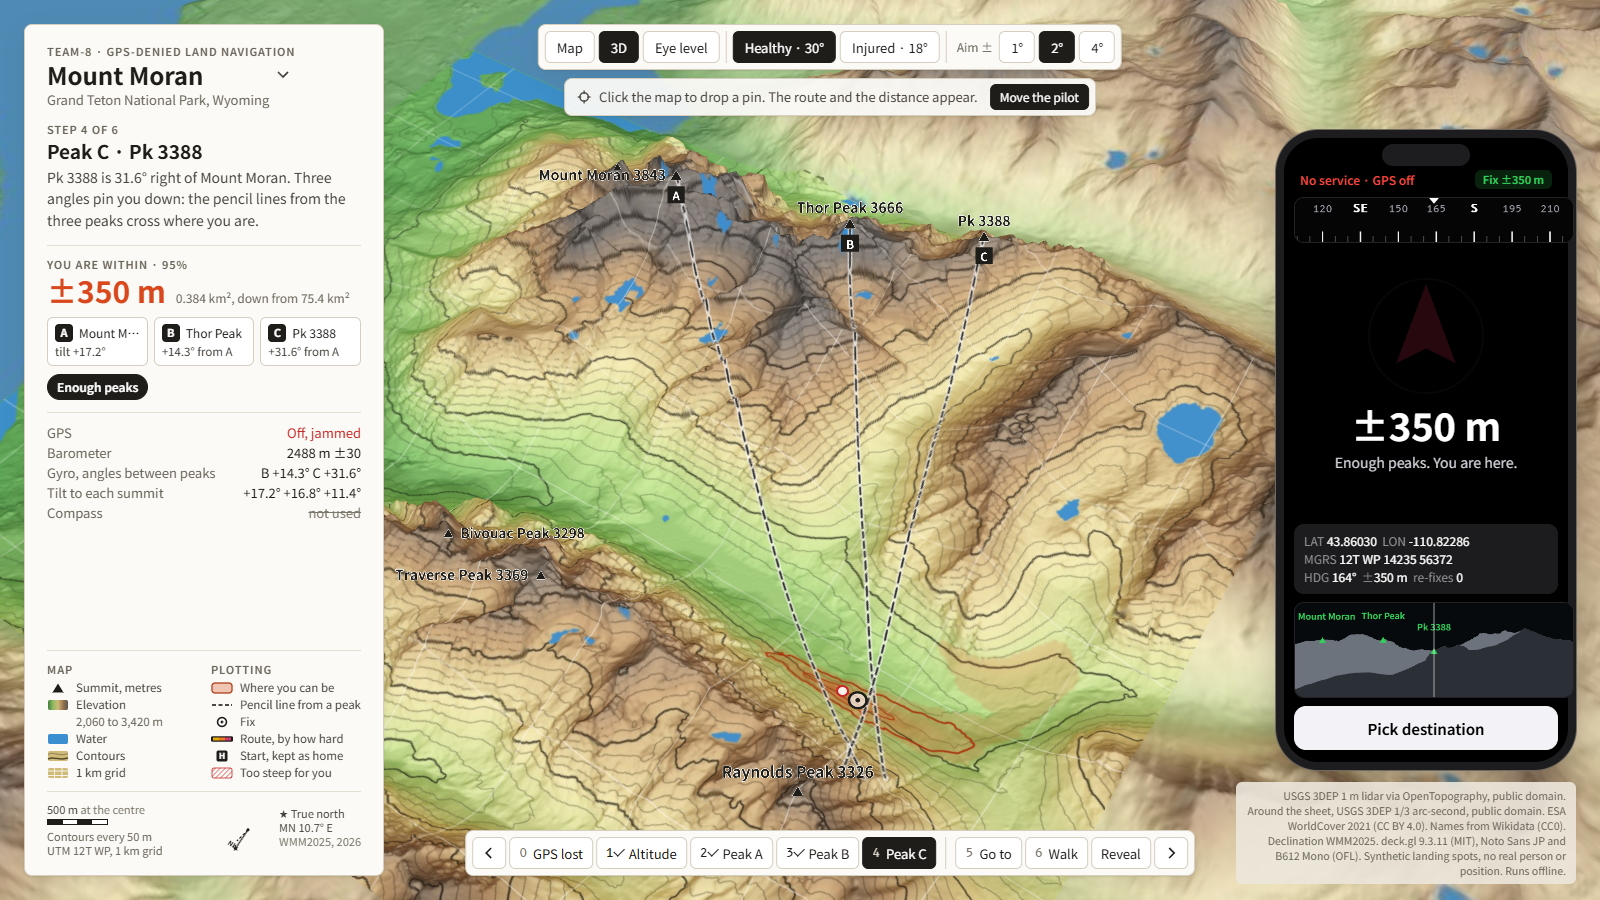 TEAM-8 · GPS-DENIED LAND NAVIGATION
Mount Moran
Grand Teton National Park, Wyoming
STEP 4 OF 6
Peak C · Pk 3388
Pk 3388 is 31.6° right of Mount Moran. Three
angles pin you down: the pencil lines from the
three peaks cross where you are.
YOU ARE WITHIN · 95%
±350 m 0.384 km², down from 75.4 km²
A Mount M⋯ B Thor Peak C Pk 3388
tilt +17.2° +14.3° from A +31.6° from A
Enough peaks
GPS Off, jammed
Barometer 2488 m ±30
Gyro, angles between peaks B +14.3° C +31.6°
Tilt to each summit +17.2° +16.8° +11.4°
Compass not used
MAP
Summit, metres
Elevation
2,060 to 3,420 m
Water
Contours
1 km grid
PLOTTING
Where you can be
Pencil line from a peak
Fix
Route, by how hard
H Start, kept as home
Too steep for you
500 m at the centre
Contours every 50 m
UTM 12T WP, 1 km grid
N
★ True north
MN 10.7° E
WMM2025, 2026
Map 3D Eye level Healthy · 30° Injured · 18° Aim ± 1° 2° 4°
Click the map to drop a pin. The route and the distance appear. Move the pilot
Mount Moran 3843
A
Thor Peak 3666
B
Pk 3388
C
Bivouac Peak 3298
Traverse Peak 3369
Raynolds Peak 3326
0 GPS lost 1✓ Altitude 2✓ Peak A 3✓ Peak B 4 Peak C 5 Go to 6 Walk Reveal
No service · GPS off Fix ±350 m
120 SE 150 165 S 195 210
±350 m
Enough peaks. You are here.
LAT 43.86030 LON -110.82286
MGRS 12T WP 14235 56372
HDG 164° ±350 m re-fixes 0
Mount Moran Thor Peak
Pk 3388
Pick destination
USGS 3DEP 1 m lidar via OpenTopography, public domain.
Around the sheet, USGS 3DEP 1/3 arc-second, public domain. ESA
WorldCover 2021 (CC BY 4.0). Names from Wikidata (CC0).
Declination WMM2025. deck.gl 9.3.11 (MIT), Noto Sans JP and
B612 Mono (OFL). Synthetic landing spots, no real person or
position. Runs offline.